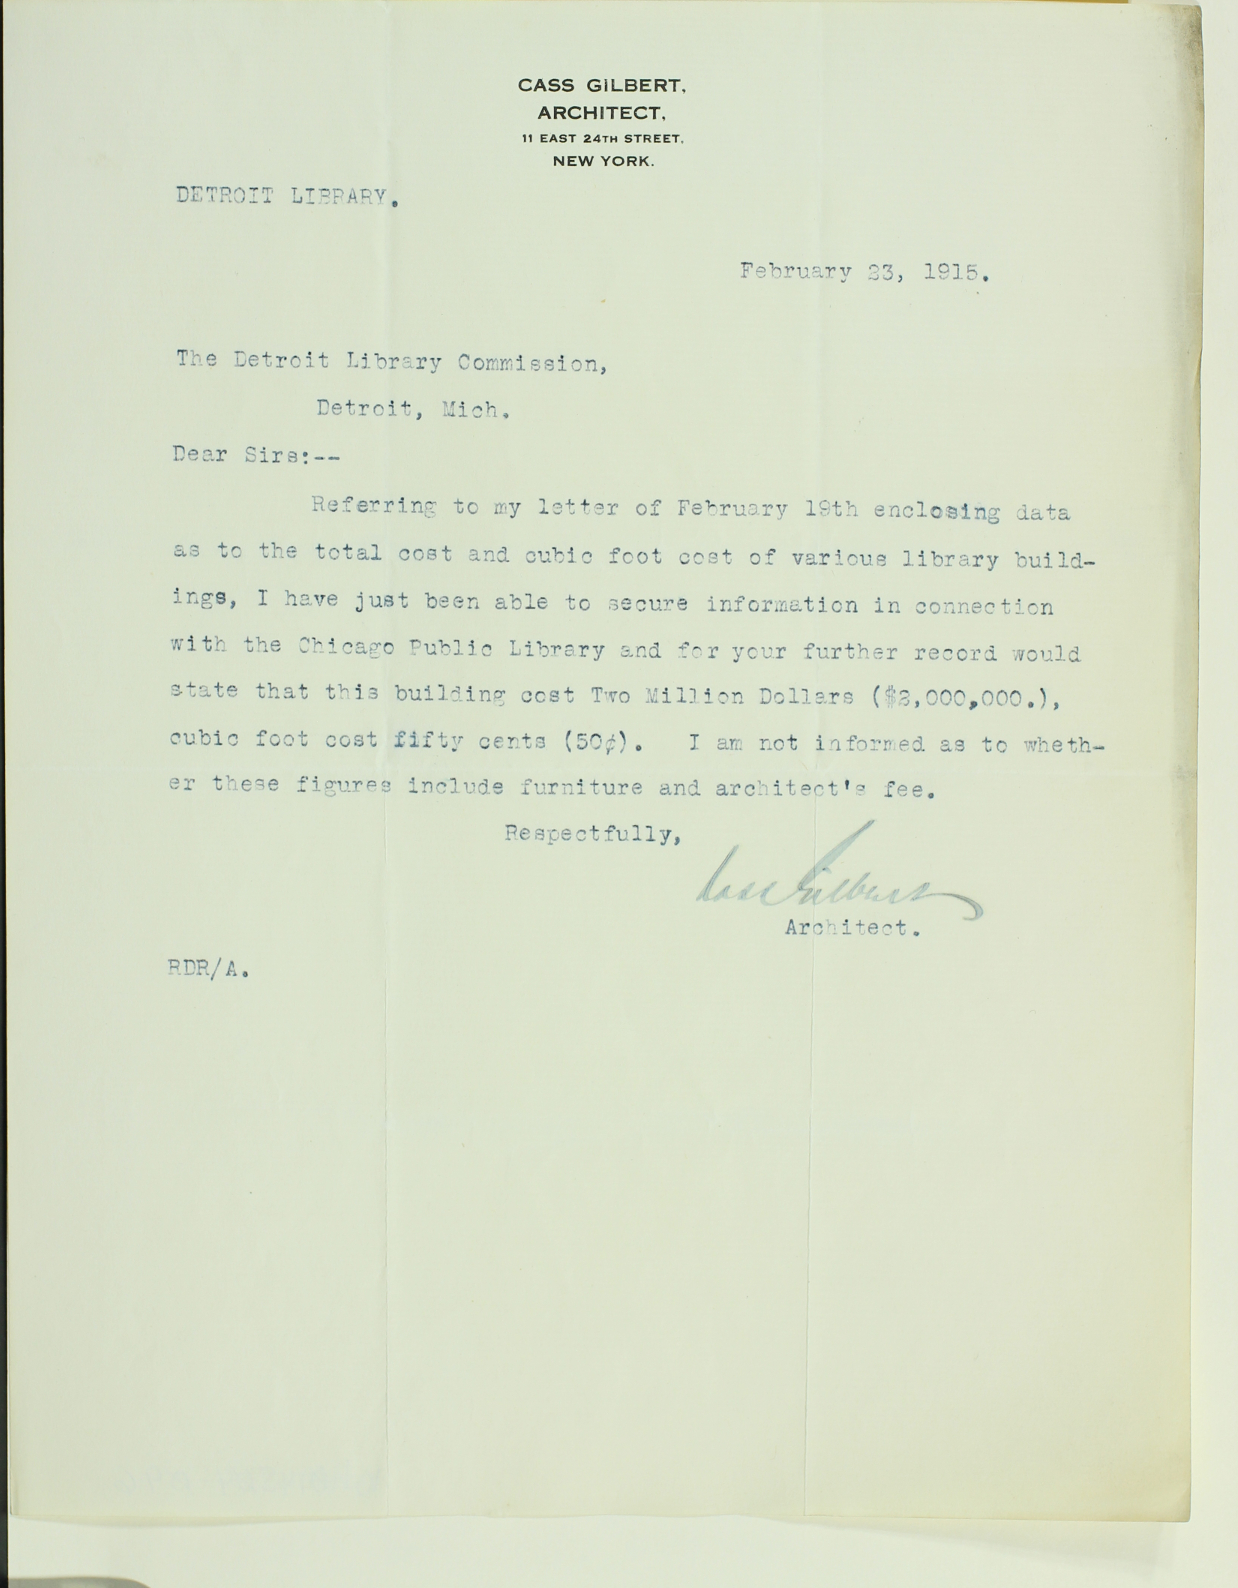 CASS GILBERT,
ARCHITECT,
11 EAST 24TH STREET,
NEW YORK.
DETROIT LIBRARY.
February 23, 1915.
The Detroit Library Commission,
Detroit, Mich.
Dear Sirs:--
Referring to my letter of February 19th enclosing data
as to the total cost and cubic foot cost of various library build-
ings, I have just been able to secure information in connection
with the Chicago Public Library and for your further record would
state that this building cost Two Million Dollars ($2,000,000.),
cubic foot cost fifty cents (50¢). I am not informed as to wheth-
er these figures include furniture and architect's fee.
Respectfully,
Cass Gilbert
Architect.
RDR/A.